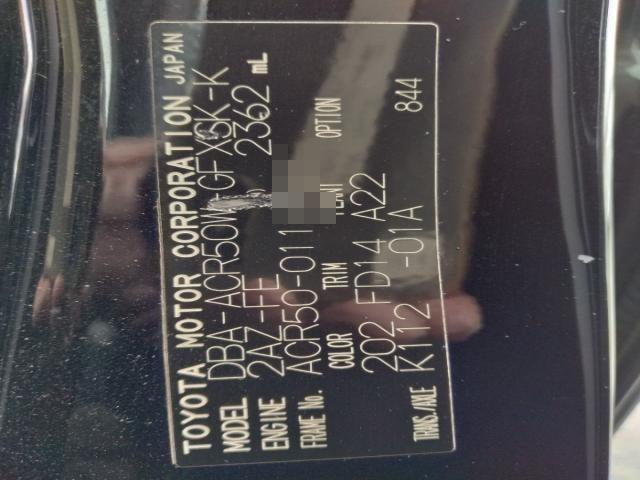 TOYOTA MOTOR CORPORATION JAPAN
MODEL DBA-ACR50W-GFXSK-K
ENGINE 2AZ-FE 2362 mL
FRAME No. ACR50-011
COLOR TRIM PLANT OPTION
202 FD14 A22 844
TRANS./AXLE K112 -01A